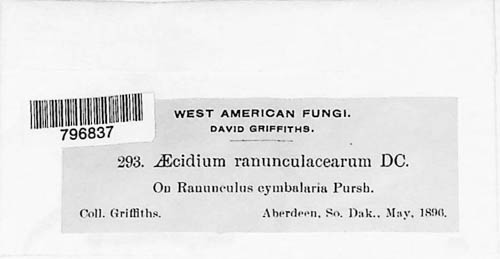 796837
WEST AMERICAN FUNGI.
DAVID GRIFFITHS.
293. Æcidium ranunculacearum DC.
On Ranunculus cymbalaria Pursh.
Coll. Griffiths. Aberdeen, So. Dak., May, 1896.